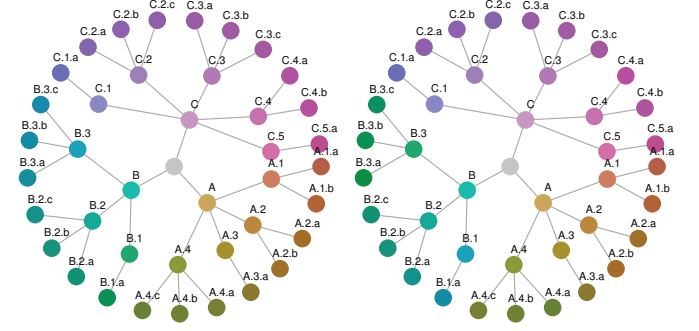 C.2.c C.3.a C.2.c C.3.a
C.2.b C.3.b C.2.b C.3.b
C.2.a C.3.c C.2.a C.3.c
C.1.a C.2 C.3 C.4.a C.1.a C.2 C.3 C.4.a
B.3.c C.1 C C.4 C.4.b B.3.c C.1 C C.4 C.4.b
B.3.b B.3 C.5 C.5.a B.3.b B.3 C.5 C.5.a
B.3.a A.1 A.1.a B.3.a A.1 A.1.a
B A A.1.b B A A.1.b
B.2.c B.2 A.2 A.2.a B.2.c B.2 A.2 A.2.a
B.2.b B.1 A.4 A.3 A.2.b B.2.b B.1 A.4 A.3 A.2.b
B.2.a A.3.a B.2.a A.3.a
B.1.a A.4.c A.4.b A.4.a B.1.a A.4.c A.4.b A.4.a